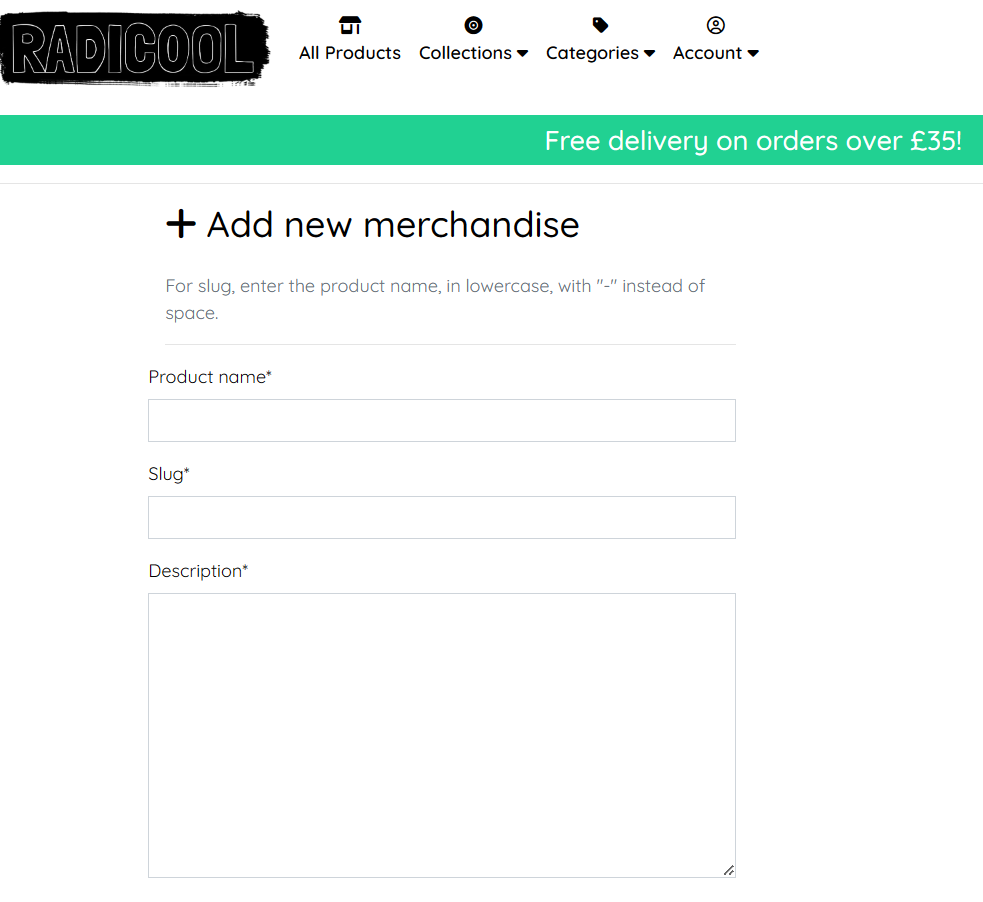 RADICOOL
All Products Collections Categories Account
Free delivery on orders over £35!
Add new merchandise
For slug, enter the product name, in lowercase, with "-" instead of
space.
Product name*
Slug*
Description*